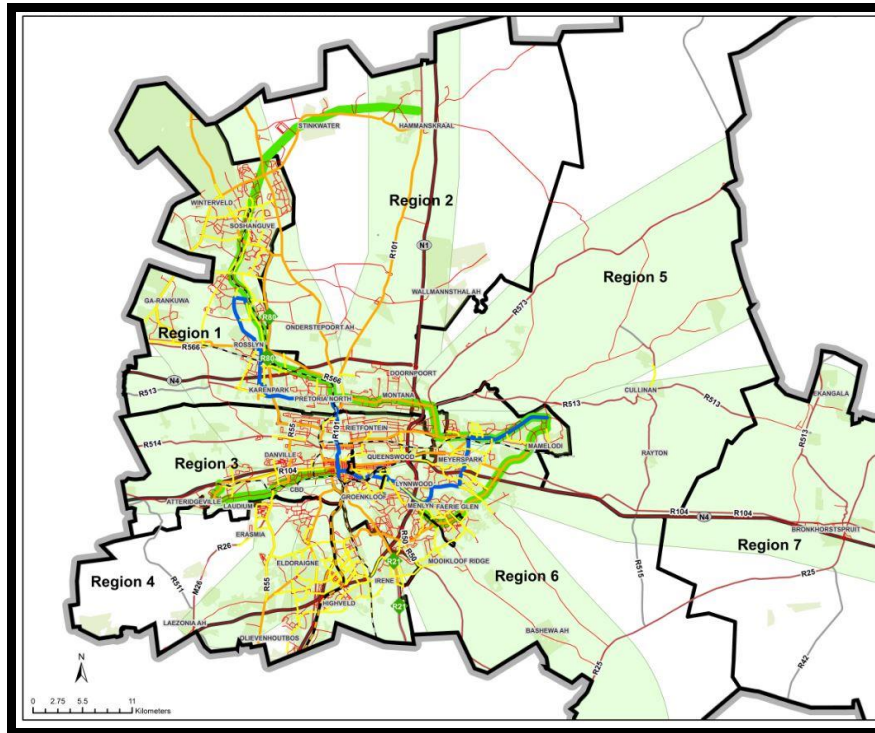 STINKWATER
HAMMANSKRAAL
WINTERVELD
Region 2
SOSHANGUVE
R101
N1
Region 5
WALLMANNSTHAL AH
GA-RANKUWA
R573
R80
ONDERSTEPOORT AH
Region 1
ROSSLYN
R566
R80
R566
DOORNPOORT
N4
R513
KARENPARK
PRETORIA NORTH
MONTANA
CULLINAN
R513
R513
EKANGALA
R55
R101
RIETFONTEIN
R513
R514
DANVILLE
QUEENSWOOD
MEYERSPARK
MAMELODI
RAYTON
Region 3
R104
ATTERIDGEVILLE
LAUDIUM
CBD
GROENKLOOF
LYNNWOOD
MENLYN
FAERIE GLEN
R104
N4
R104
BRONKHORSTSPRUIT
ERASMIA
R26
R50
R50
Region 7
ELDORAIGNE
MOOIKLOOF RIDGE
Region 4
R511
M26
R55
IRENE
R21
Region 6
R515
R25
HIGHVELD
R21
LAEZONIA AH
OLIEVENHOUTBOS
BASHEWA AH
R25
R42
N
0 2.75 5.5 11
Kilometers